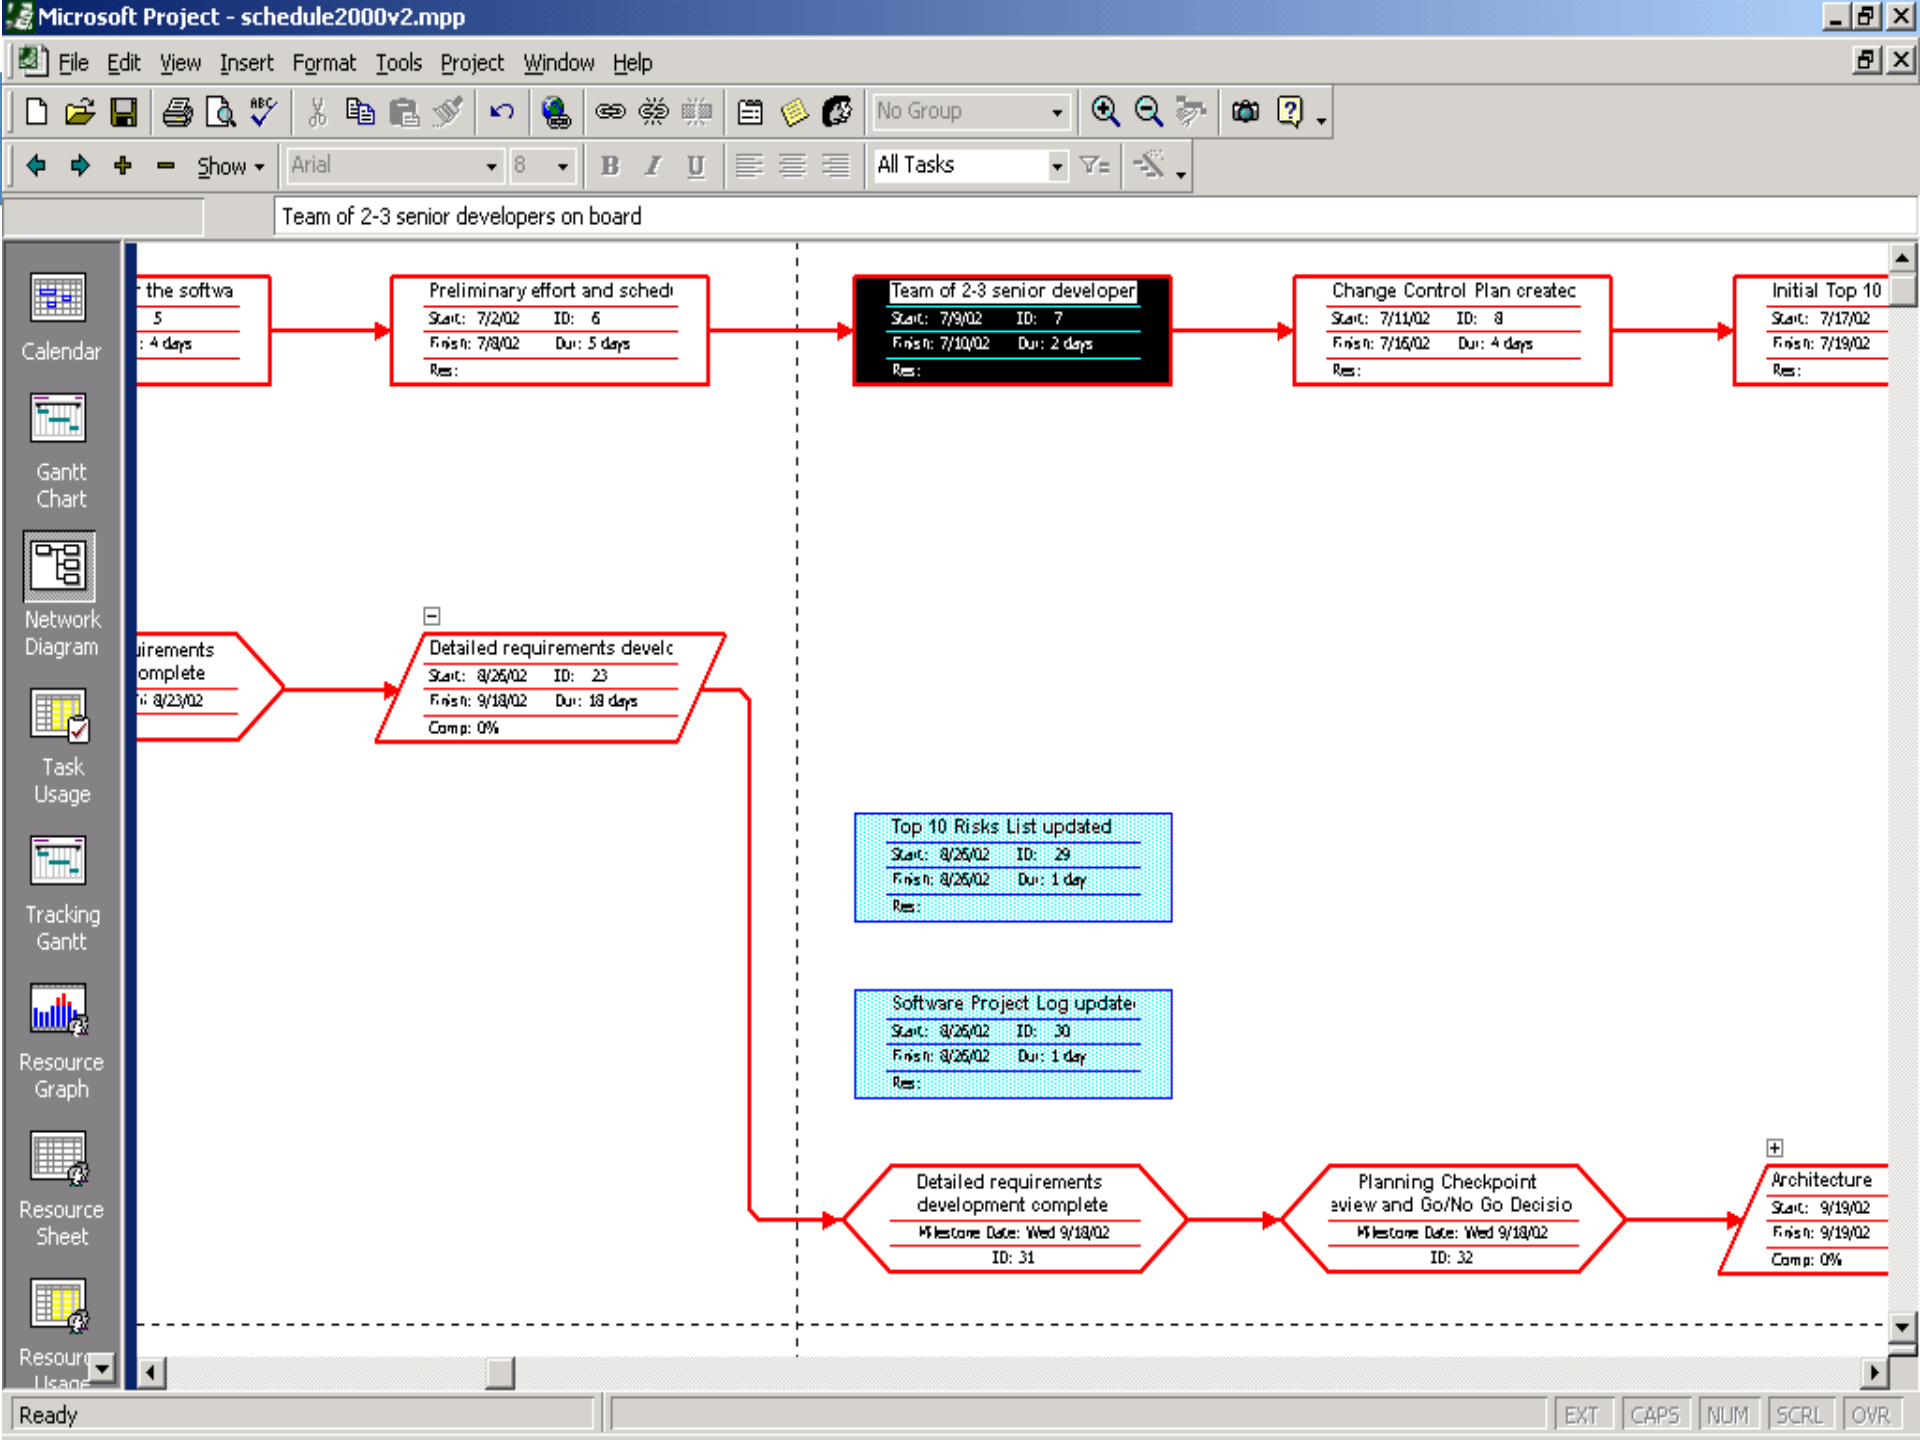 Microsoft Project - schedule2000v2.mpp
File Edit View Insert Format Tools Project Window Help
ABC
No Group
Show
Arial
8
B I U
All Tasks
Team of 2-3 senior developers on board
Calendar
Gantt
Chart
Network
Diagram
Task
Usage
Tracking
Gantt
Resource
Graph
Resource
Sheet
Usage
the softwa
5
: 4 days
Preliminary effort and sched
Start: 7/2/02 ID: 6
Finish: 7/8/02 Dur: 5 days
Res:
Team of 2-3 senior developer
Start: 7/9/02 ID: 7
Finish: 7/10/02 Dur: 2 days
Res:
Change Control Plan created
Start: 7/11/02 ID: 8
Finish: 7/16/02 Dur: 4 days
Res:
Initial Top 10
Start: 7/17/02
Finish: 7/19/02
Res:
uirements
omplete
8/23/02
Detailed requirements develo
Start: 8/26/02 ID: 23
Finish: 9/18/02 Dur: 18 days
Comp: 0%
Top 10 Risks List updated
Start: 8/26/02 ID: 29
Finish: 8/26/02 Dur: 1 day
Res:
Software Project Log update
Start: 8/26/02 ID: 30
Finish: 8/26/02 Dur: 1 day
Res:
Detailed requirements
development complete
Milestone Date: Wed 9/18/02
ID: 31
Planning Checkpoint
eview and Go/No Go Decisio
Milestone Date: Wed 9/18/02
ID: 32
Architecture
Start: 9/19/02
Finish: 9/19/02
Comp: 0%
Ready
EXT CAPS NUM SCRL OVR